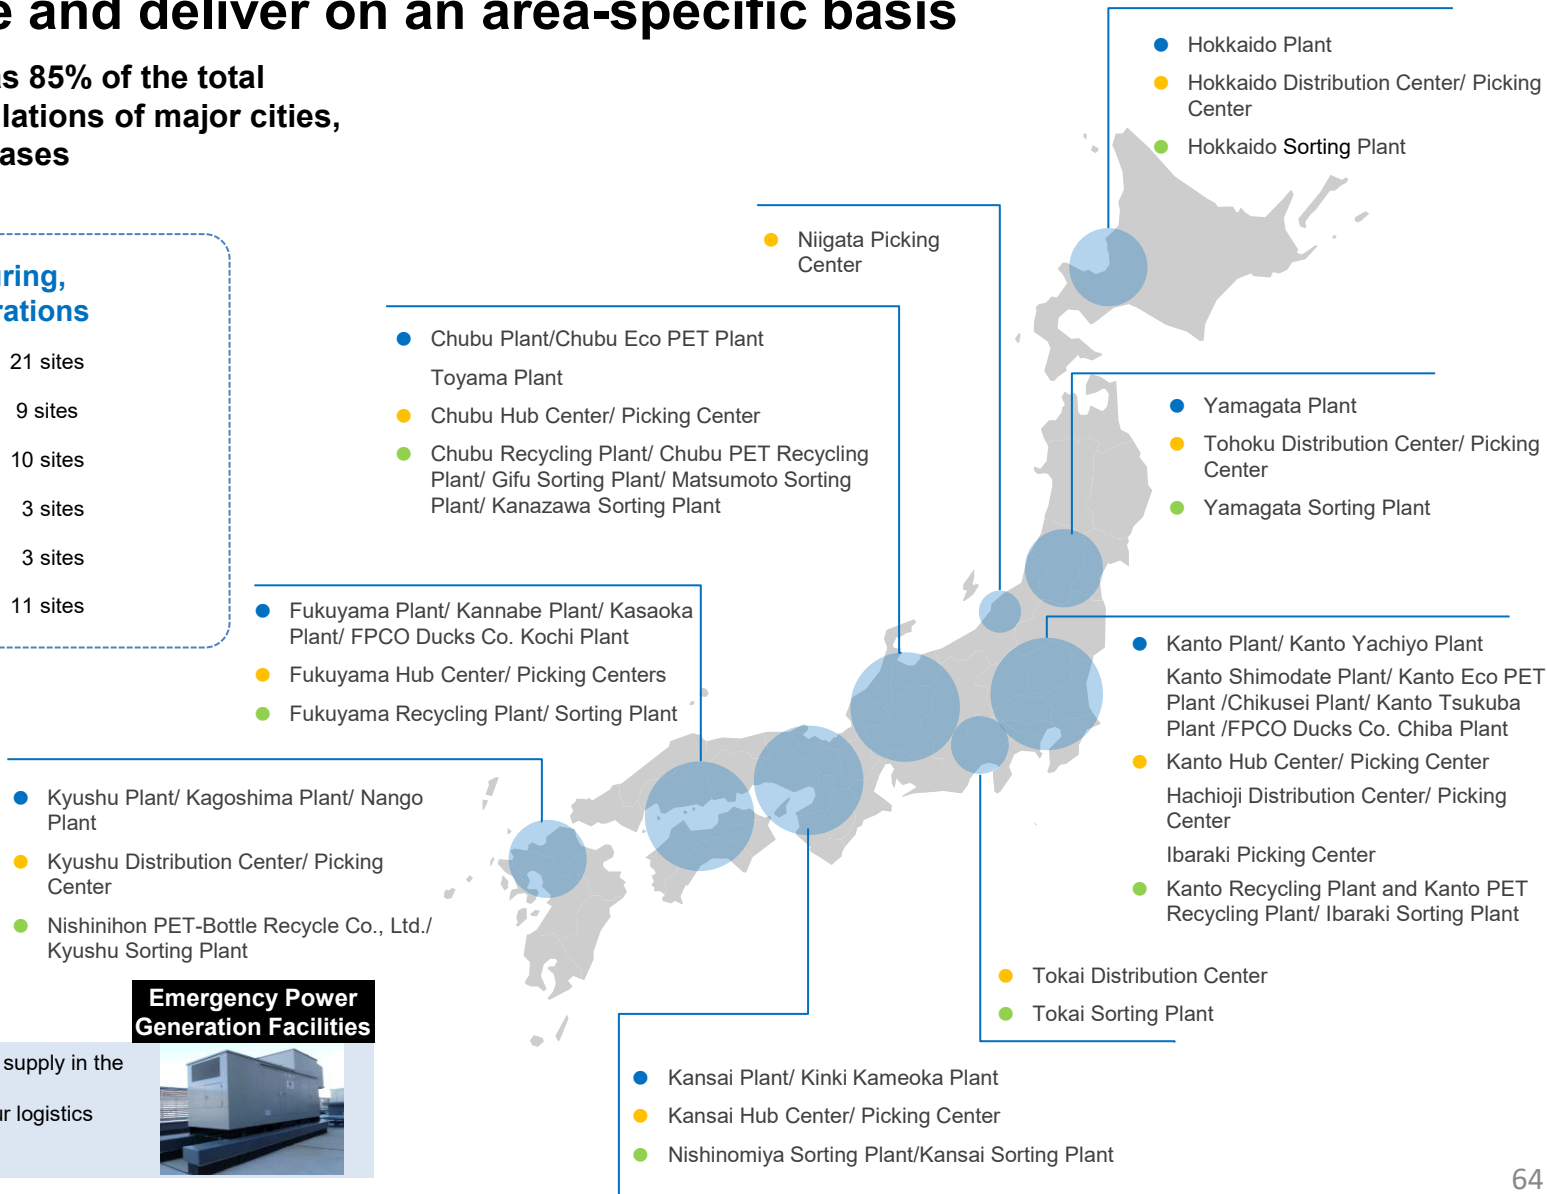 and deliver on an area-specific basis
85% of the total
of major cities,
21 sites
9 sites
10 sites
3 sites
3 sites
11 sites
Hokkaido Plant
Hokkaido Distribution Center/ Picking
Center
Hokkaido Sorting Plant
Niigata Picking
Center
Chubu Plant/Chubu Eco PET Plant
Toyama Plant
Chubu Hub Center/ Picking Center
Chubu Recycling Plant/ Chubu PET Recycling
Plant/ Gifu Sorting Plant/ Matsumoto Sorting
Plant/ Kanazawa Sorting Plant
Yamagata Plant
Tohoku Distribution Center/ Picking
Center
Yamagata Sorting Plant
Fukuyama Plant/ Kannabe Plant/ Kasaoka
Plant/ FPCO Ducks Co. Kochi Plant
Fukuyama Hub Center/ Picking Centers
Fukuyama Recycling Plant/ Sorting Plant
Kanto Plant/ Kanto Yachiyo Plant
Kanto Shimodate Plant/ Kanto Eco PET
Plant /Chikusei Plant/ Kanto Tsukuba
Plant /FPCO Ducks Co. Chiba Plant
Kanto Hub Center/ Picking Center
Hachioji Distribution Center/ Picking
Center
Ibaraki Picking Center
Kanto Recycling Plant and Kanto PET
Recycling Plant/ Ibaraki Sorting Plant
Kyushu Plant/ Kagoshima Plant/ Nango
Plant
Kyushu Distribution Center/ Picking
Center
Nishinihon PET-Bottle Recycle Co., Ltd./
Kyushu Sorting Plant
Tokai Distribution Center
Tokai Sorting Plant
Emergency Power
Generation Facilities
supply in the
logistics
Kansai Plant/ Kinki Kameoka Plant
Kansai Hub Center/ Picking Center
Nishinomiya Sorting Plant/Kansai Sorting Plant
64